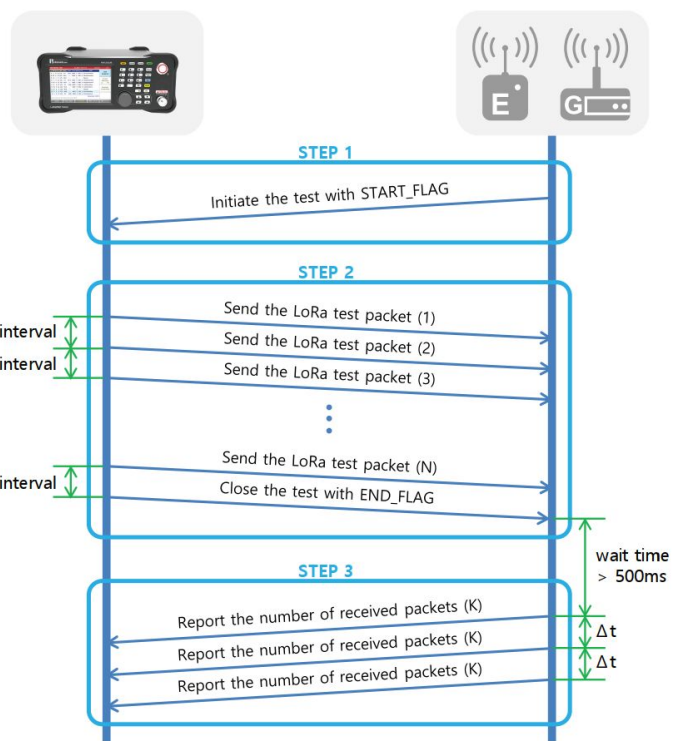 E
G
STEP 1
Initiate the test with START_FLAG
STEP 2
Send the LoRa test packet (1)
interval
Send the LoRa test packet (2)
interval
Send the LoRa test packet (3)
Send the LoRa test packet (N)
interval
Close the test with END_FLAG
wait time
> 500ms
STEP 3
Report the number of received packets (K)
Δt
Report the number of received packets (K)
Δt
Report the number of received packets (K)